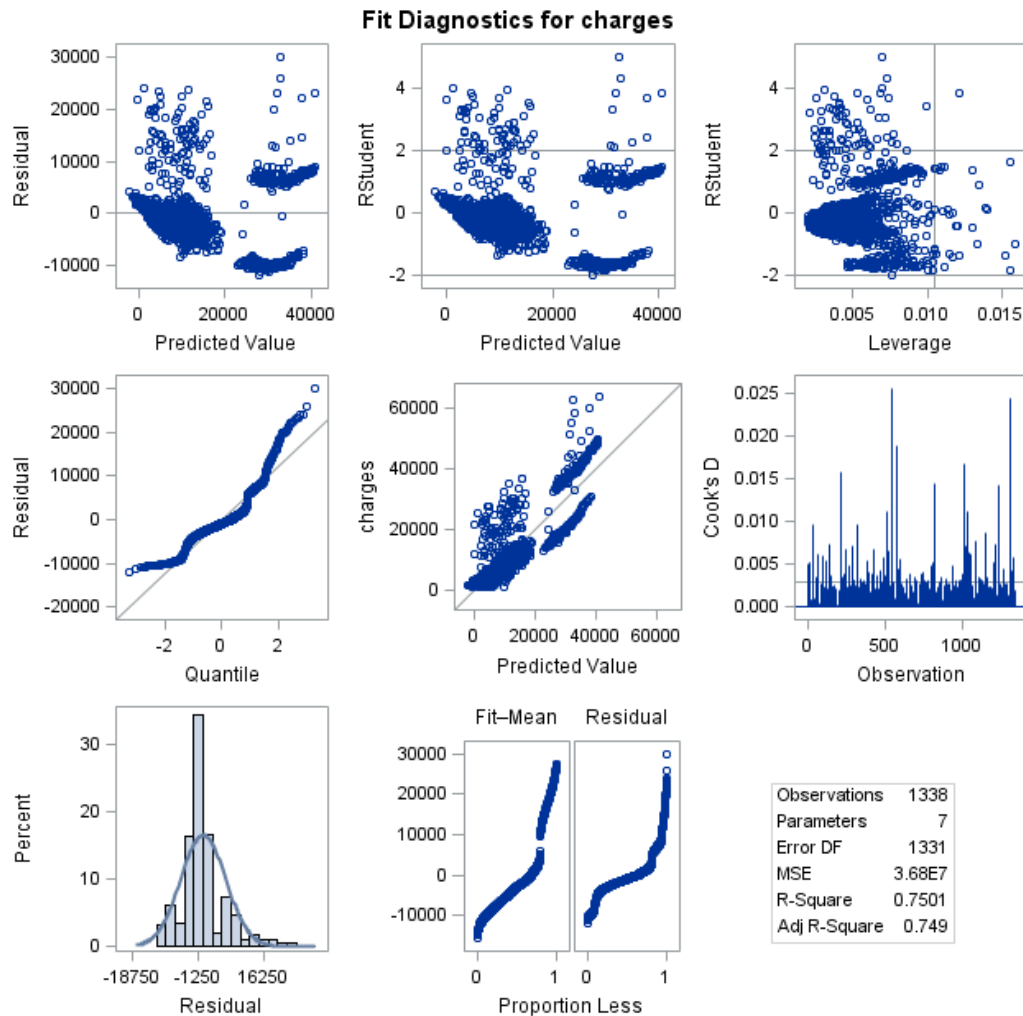 Fit Diagnostics for charges
30000
20000
10000
0
-10000
Residual
0 20000 40000
Predicted Value
4
2
0
-2
RStudent
0 20000 40000
Predicted Value
4
2
0
-2
RStudent
0.005 0.010 0.015
Leverage
30000
20000
10000
0
-10000
-20000
Residual
-2 0 2
Quantile
60000
40000
20000
0
charges
0 20000 40000 60000
Predicted Value
0.025
0.020
0.015
0.010
0.005
0.000
Cook's D
0 500 1000
Observation
30
20
10
0
Percent
-18750 -1250 16250
Residual
Fit–Mean Residual
30000
20000
10000
0
-10000
0 1 0 1
Proportion Less
Observations 1338
Parameters 7
Error DF 1331
MSE 3.68E7
R-Square 0.7501
Adj R-Square 0.749